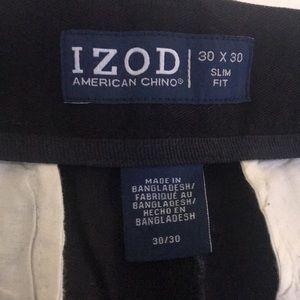 IZOD
AMERICAN CHINO®
30 X 30
SLIM
FIT
MADE IN
BANGLADESH/
FABRIQUÉ AU
BANGLADESH/
HECHO EN
BANGLADESH
30/30